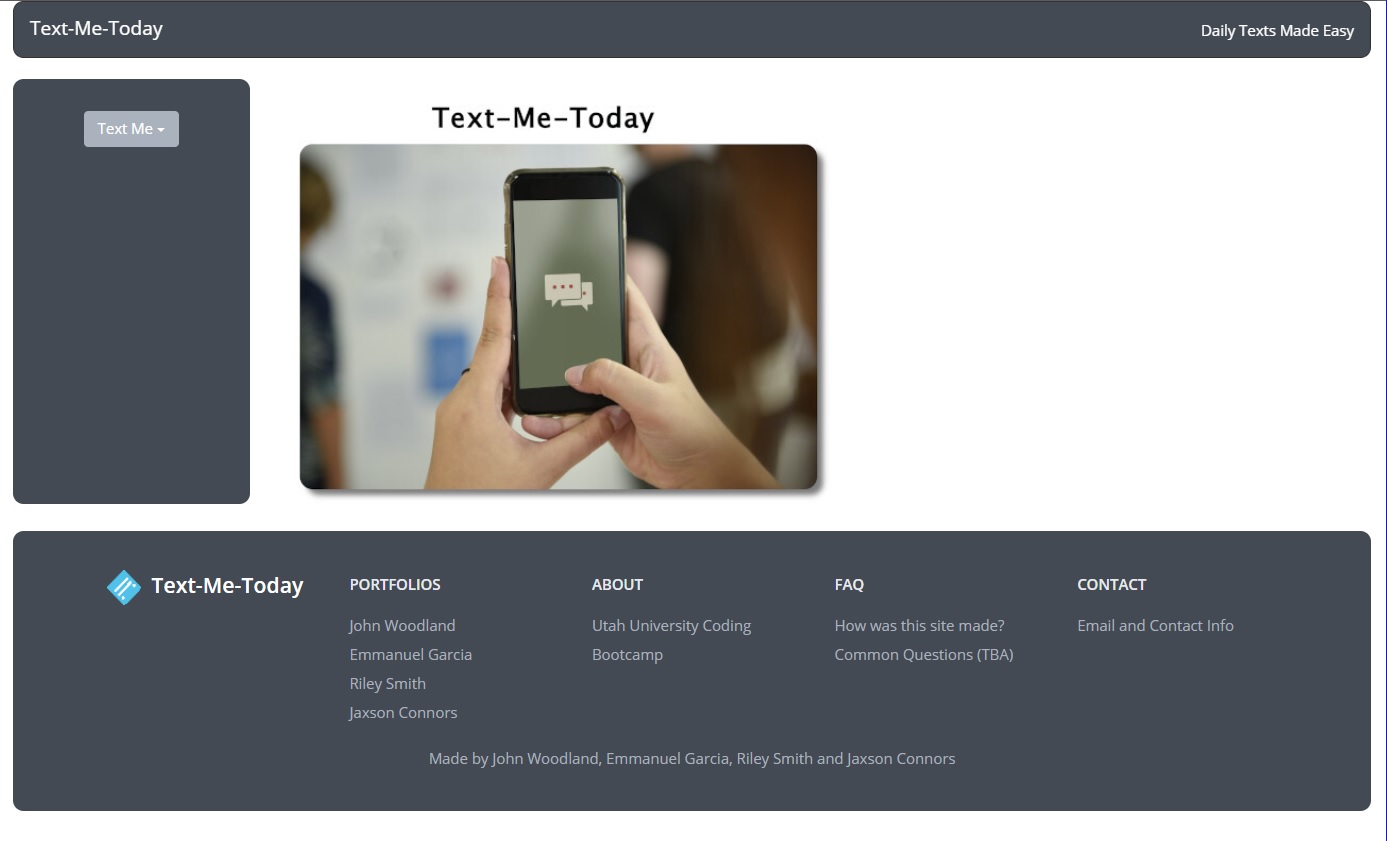 Text-Me-Today
Daily Texts Made Easy
Text Me
Text-Me-Today
Text-Me-Today
PORTFOLIOS
John Woodland
Emmanuel Garcia
Riley Smith
Jaxson Connors
ABOUT
Utah University Coding
Bootcamp
FAQ
How was this site made?
Common Questions (TBA)
CONTACT
Email and Contact Info
Made by John Woodland, Emmanuel Garcia, Riley Smith and Jaxson Connors